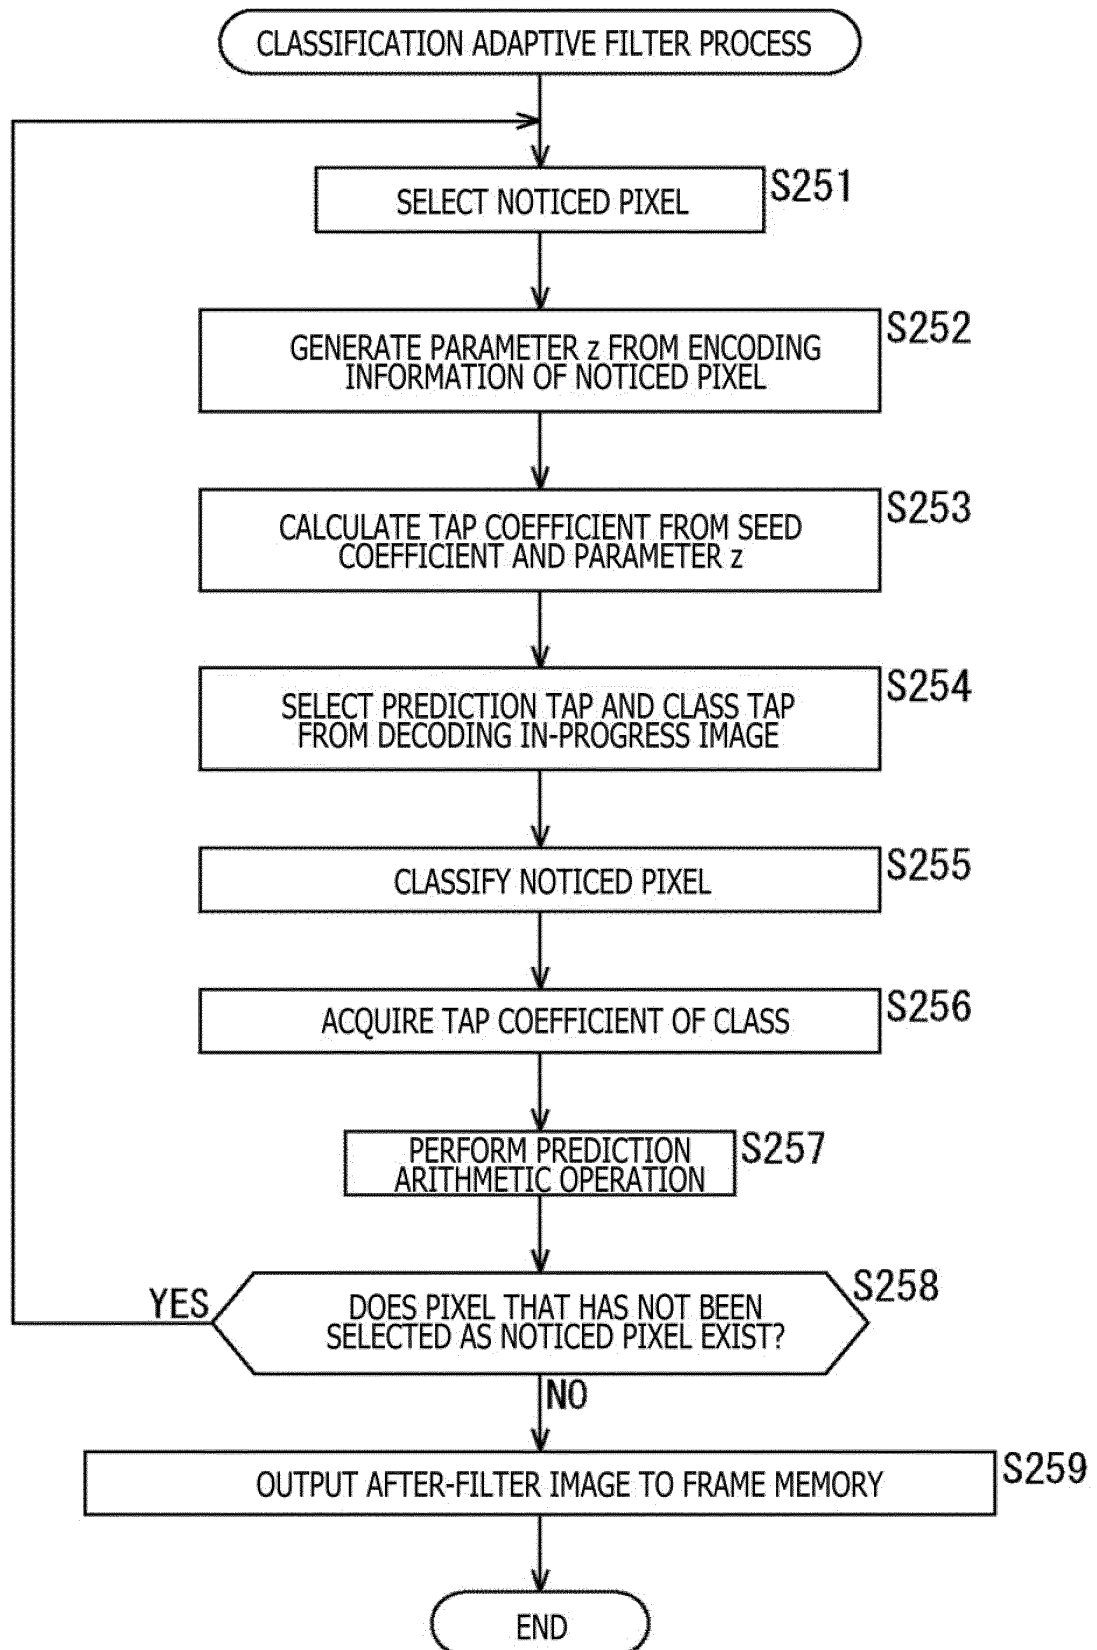 CLASSIFICATION ADAPTIVE FILTER PROCESS
SELECT NOTICED PIXEL
S251
GENERATE PARAMETER z FROM ENCODING
INFORMATION OF NOTICED PIXEL
S252
CALCULATE TAP COEFFICIENT FROM SEED
COEFFICIENT AND PARAMETER z
S253
SELECT PREDICTION TAP AND CLASS TAP
FROM DECODING IN-PROGRESS IMAGE
S254
CLASSIFY NOTICED PIXEL
S255
ACQUIRE TAP COEFFICIENT OF CLASS
S256
PERFORM PREDICTION
ARITHMETIC OPERATION
S257
DOES PIXEL THAT HAS NOT BEEN
SELECTED AS NOTICED PIXEL EXIST?
S258
YES
NO
OUTPUT AFTER-FILTER IMAGE TO FRAME MEMORY
S259
END